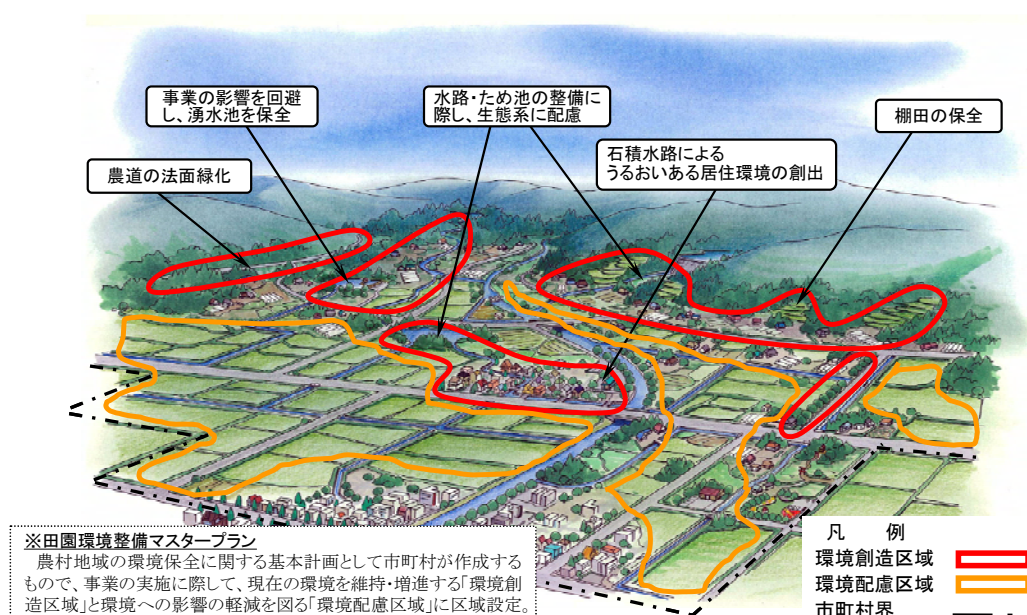 事業の影響を回避
し、湧水池を保全
水路・ため池の整備に
際し、生態系に配慮
棚田の保全
石積水路による
うるおいある居住環境の創出
農道の法面緑化
※田園環境整備マスタープラン
農村地域の環境保全に関する基本計画として市町村が作成する
もので、事業の実施に際して、現在の環境を維持・増進する「環境創
造区域」と環境への影響の軽減を図る「環境配慮区域」に区域設定。
凡　例
環境創造区域
環境配慮区域
市町村界